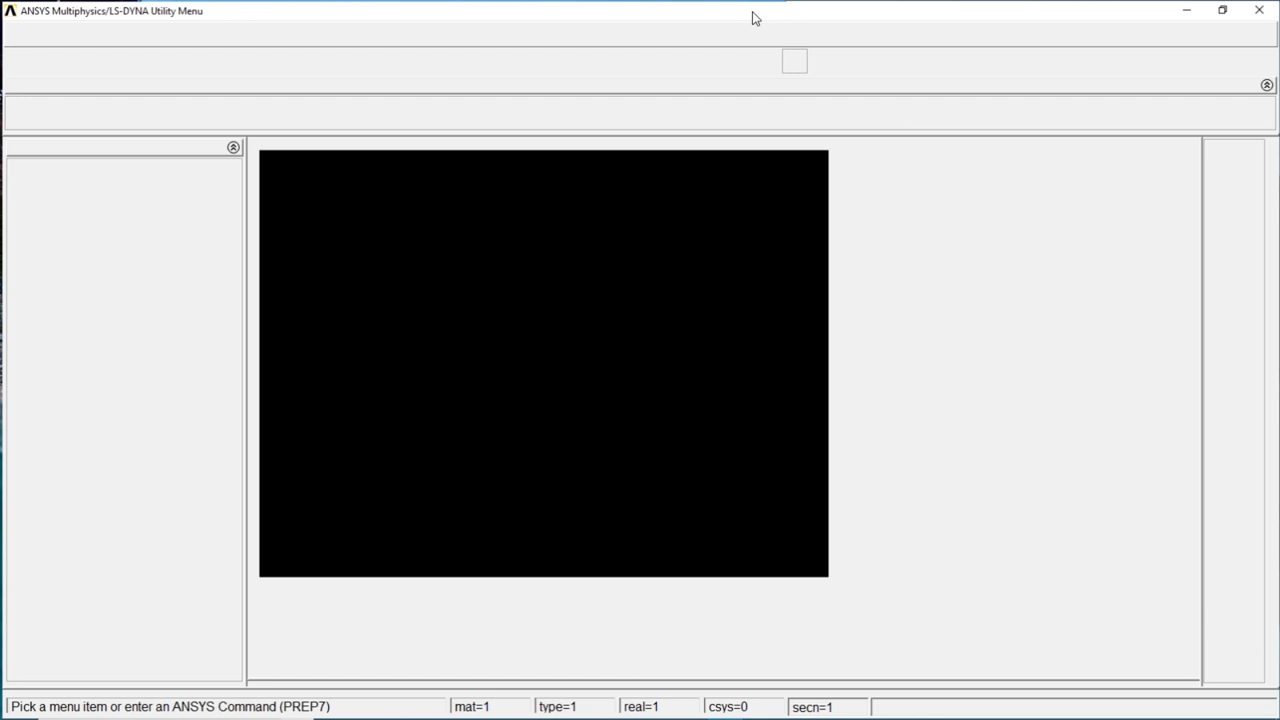 ANSYS Multiphysics/LS-DYNA Utility Menu
Pick a menu item or enter an ANSYS Command (PREP7)
mat=1
type=1
real=1
csys=0
secn=1